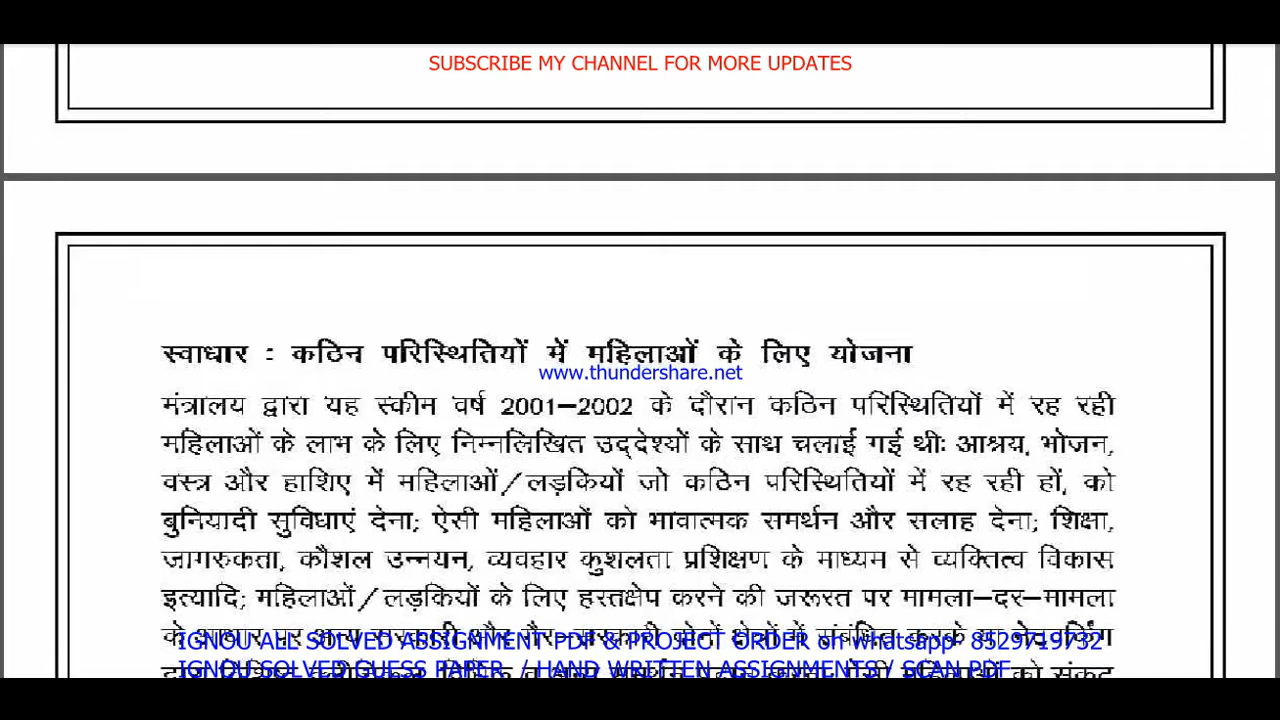 SUBSCRIBE MY CHANNEL FOR MORE UPDATES
स्वाधार : कठिन परिस्थितियों में महिलाओं के लिए योजना
www.thundershare.net
मंत्रालय द्वारा यह स्कीम वर्ष 2001–2002 के दौरान कठिन परिस्थितियों में रह रही
महिलाओं के लाभ के लिए निम्नलिखित उद्देश्यों के साथ चलाई गई थीः आश्रय, भोजन,
वस्त्र और हाशिए में महिलाओं/लड़कियों जो कठिन परिस्थितियों में रह रही हों, को
बुनियादी सुविधाएं देना; ऐसी महिलाओं को भावात्मक समर्थन और सलाह देना; शिक्षा,
जागरुकता, कौशल उन्नयन, व्यवहार कुशलता प्रशिक्षण के माध्यम से व्यक्तित्व विकास
इत्यादि; महिलाओं/लड़कियों के लिए हस्तक्षेप करने की जरूरत पर मामला–दर–मामला
IGNOU ALL SOLVED ASSIGNMENT PDF & PROJECT ORDER on whatsapp- 8529719732
IGNOU SOLVED GUESS PAPER / HAND WRITTEN ASSIGNMENTS / SCAN PDF